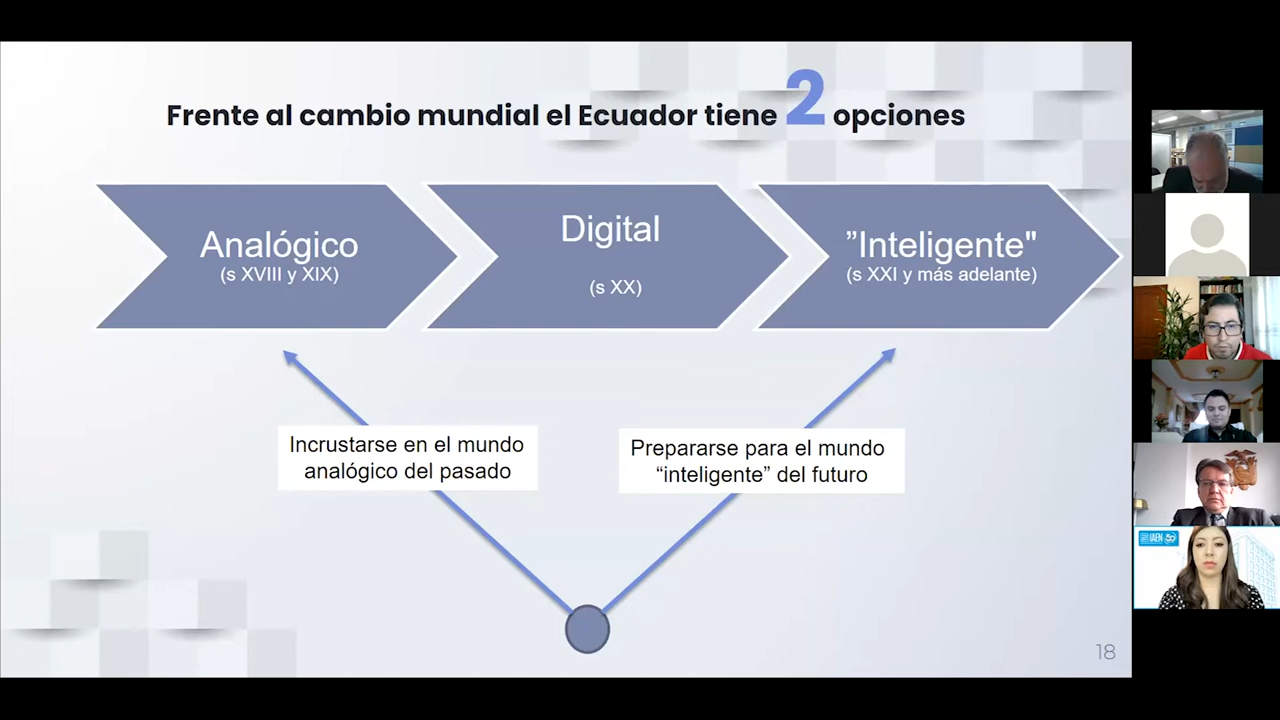 Frente al cambio mundial el Ecuador tiene 2 opciones
Analógico
(s XVIII y XIX)
Digital
(s XX)
”Inteligente"
(s XXI y más adelante)
Incrustarse en el mundo
analógico del pasado
Prepararse para el mundo
“inteligente” del futuro
18
IAEN
50